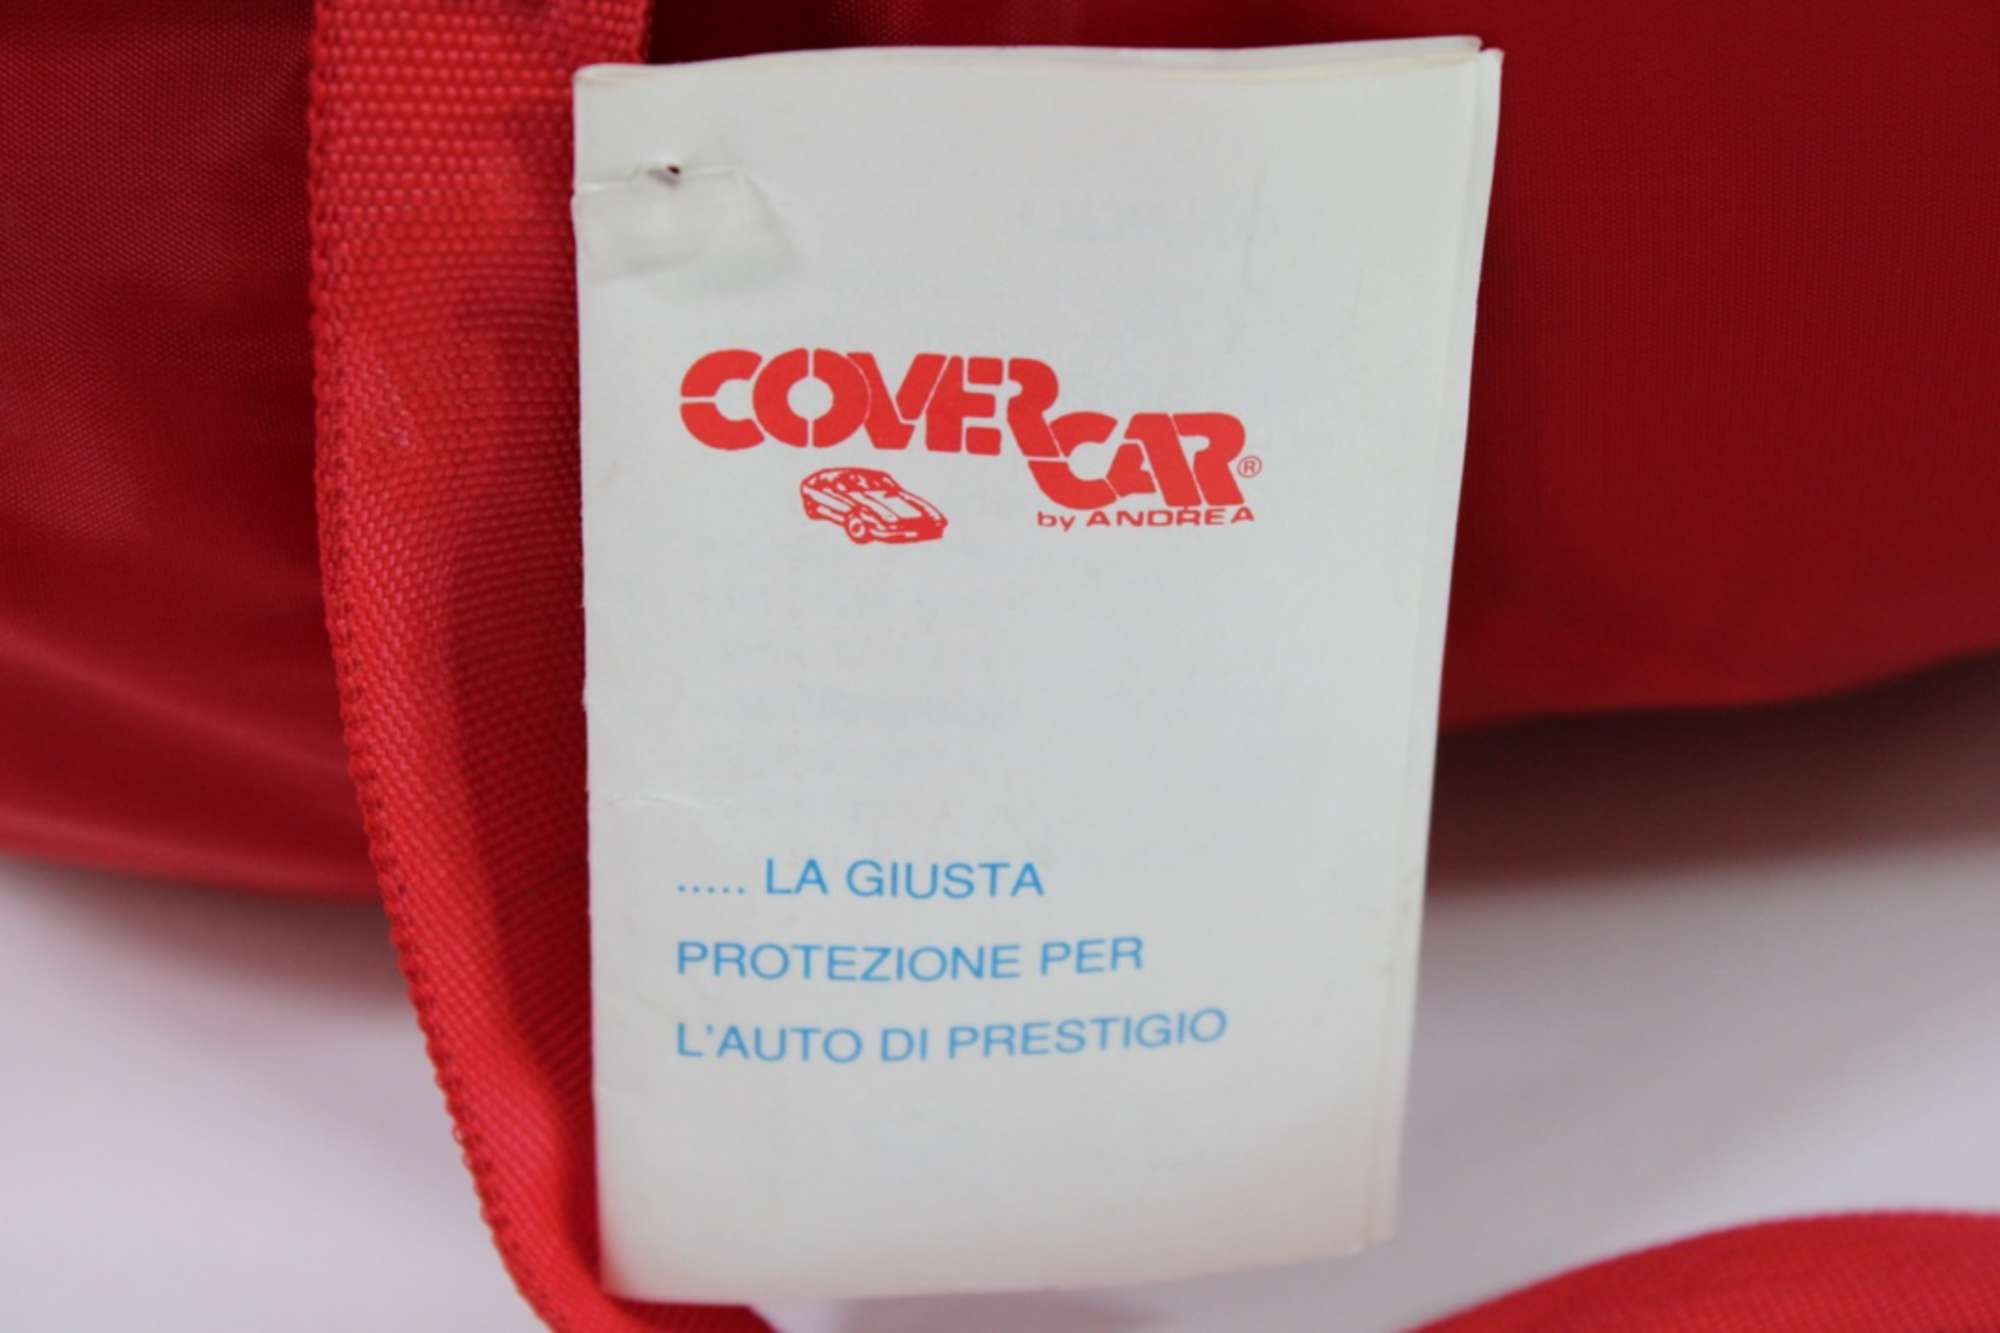 COVERCAR®
by ANDREA
..... LA GIUSTA
PROTEZIONE PER
L'AUTO DI PRESTIGIO